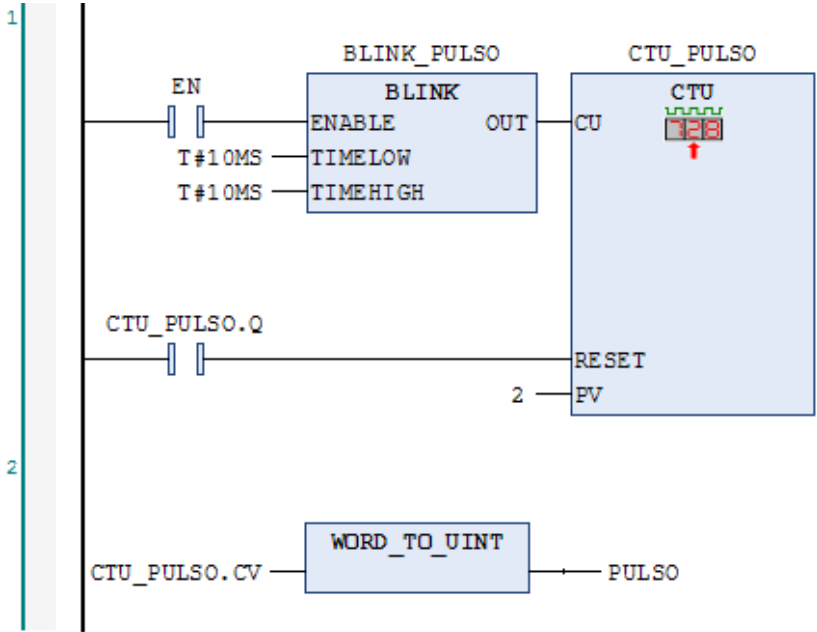 1
BLINK_PULSO CTU_PULSO
EN BLINK CTU
ENABLE OUT CU 728
T#10MS TIMELOW
T#10MS TIMEHIGH
CTU_PULSO.Q
RESET
2 PV
2
WORD_TO_UINT
CTU_PULSO.CV PULSO